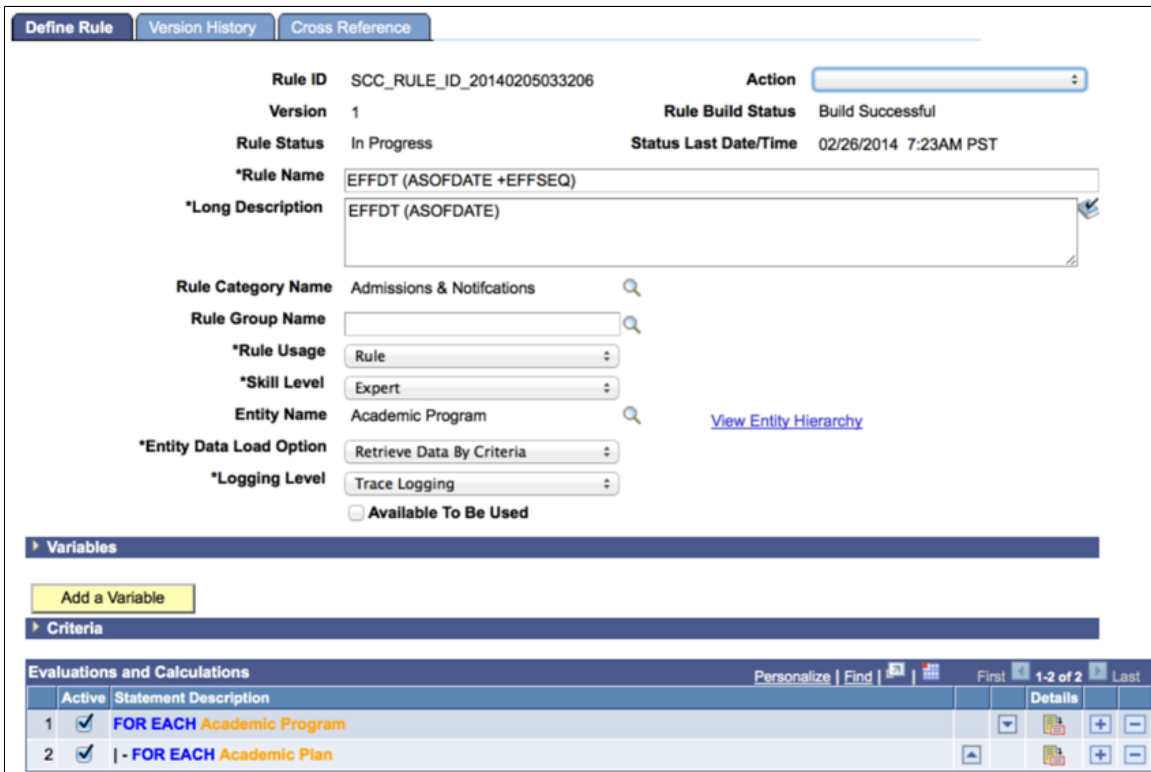 Define Rule Version History Cross Reference
Rule ID SCC_RULE_ID_20140205033206 Action
Version 1 Rule Build Status Build Successful
Rule Status In Progress Status Last Date/Time 02/26/2014 7:23AM PST
*Rule Name EFFDT (ASOFDATE +EFFSEQ)
*Long Description EFFDT (ASOFDATE)
Rule Category Name Admissions & Notifcations
Rule Group Name
*Rule Usage Rule
*Skill Level Expert
Entity Name Academic Program View Entity Hierarchy
*Entity Data Load Option Retrieve Data By Criteria
*Logging Level Trace Logging
Available To Be Used
Variables
Add a Variable
Criteria
Evaluations and Calculations Personalize | Find | | First 1-2 of 2 Last
Active Statement Description Details
1 FOR EACH Academic Program
2 | - FOR EACH Academic Plan